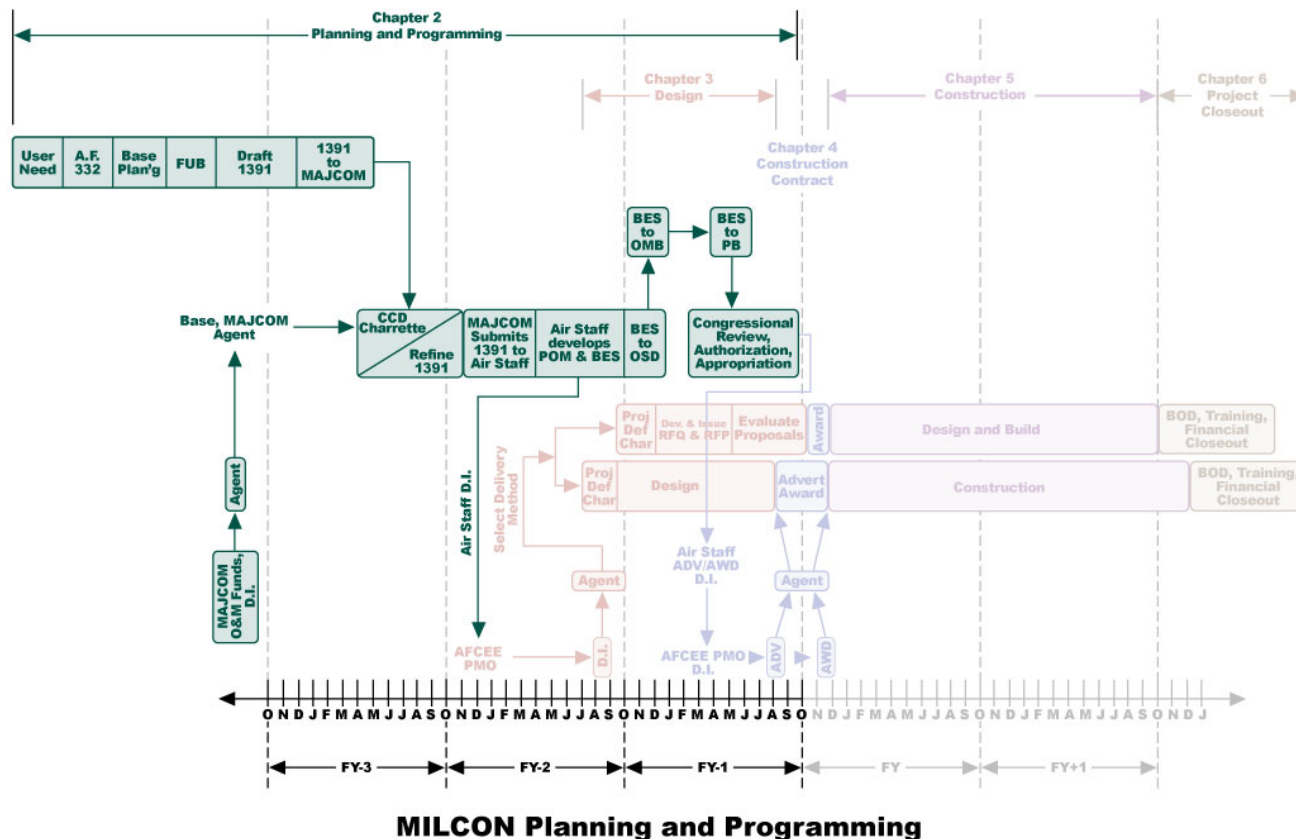 Chapter 2
Planning and Programming
Chapter 3
Design
Chapter 5
Construction
Chapter 6
Project
Closeout
Chapter 4
Construction
Contract
User
Need
A.F.
332
Base
Plan'g
FUB
Draft
1391
1391
to
MAJCOM
BES
to
OMB
BES
to
PB
Base, MAJCOM
Agent
CCD
Charrette
Refine
1391
MAJCOM
Submits
1391 to
Air Staff
Air Staff
develops
POM & BES
BES
to
OSD
Congressional
Review,
Authorization,
Appropriation
Proj
Def
Char
Dev. & Issue
RFQ & RFP
Evaluate
Proposals
Award
Design and Build
BOD, Training,
Financial
Closeout
Proj
Def
Char
Design
Advert
Award
Construction
BOD, Training,
Financial
Closeout
Agent
Air Staff D.I.
Select Delivery
Method
MAJCOM
O&M Funds,
D.I.
Agent
Air Staff
ADV/AWD
D.I.
Agent
AFCEE
PMO
D.I.
AFCEE PMO
D.I.
ADV
AWD
O N D J F M A M J J A S O N D J F M A M J J A S O N D J F M A M J J A S O N D J F M A M J J A S O N D J F M A M J J A S O N D J
FY-3
FY-2
FY-1
FY
FY+1
MILCON Planning and Programming